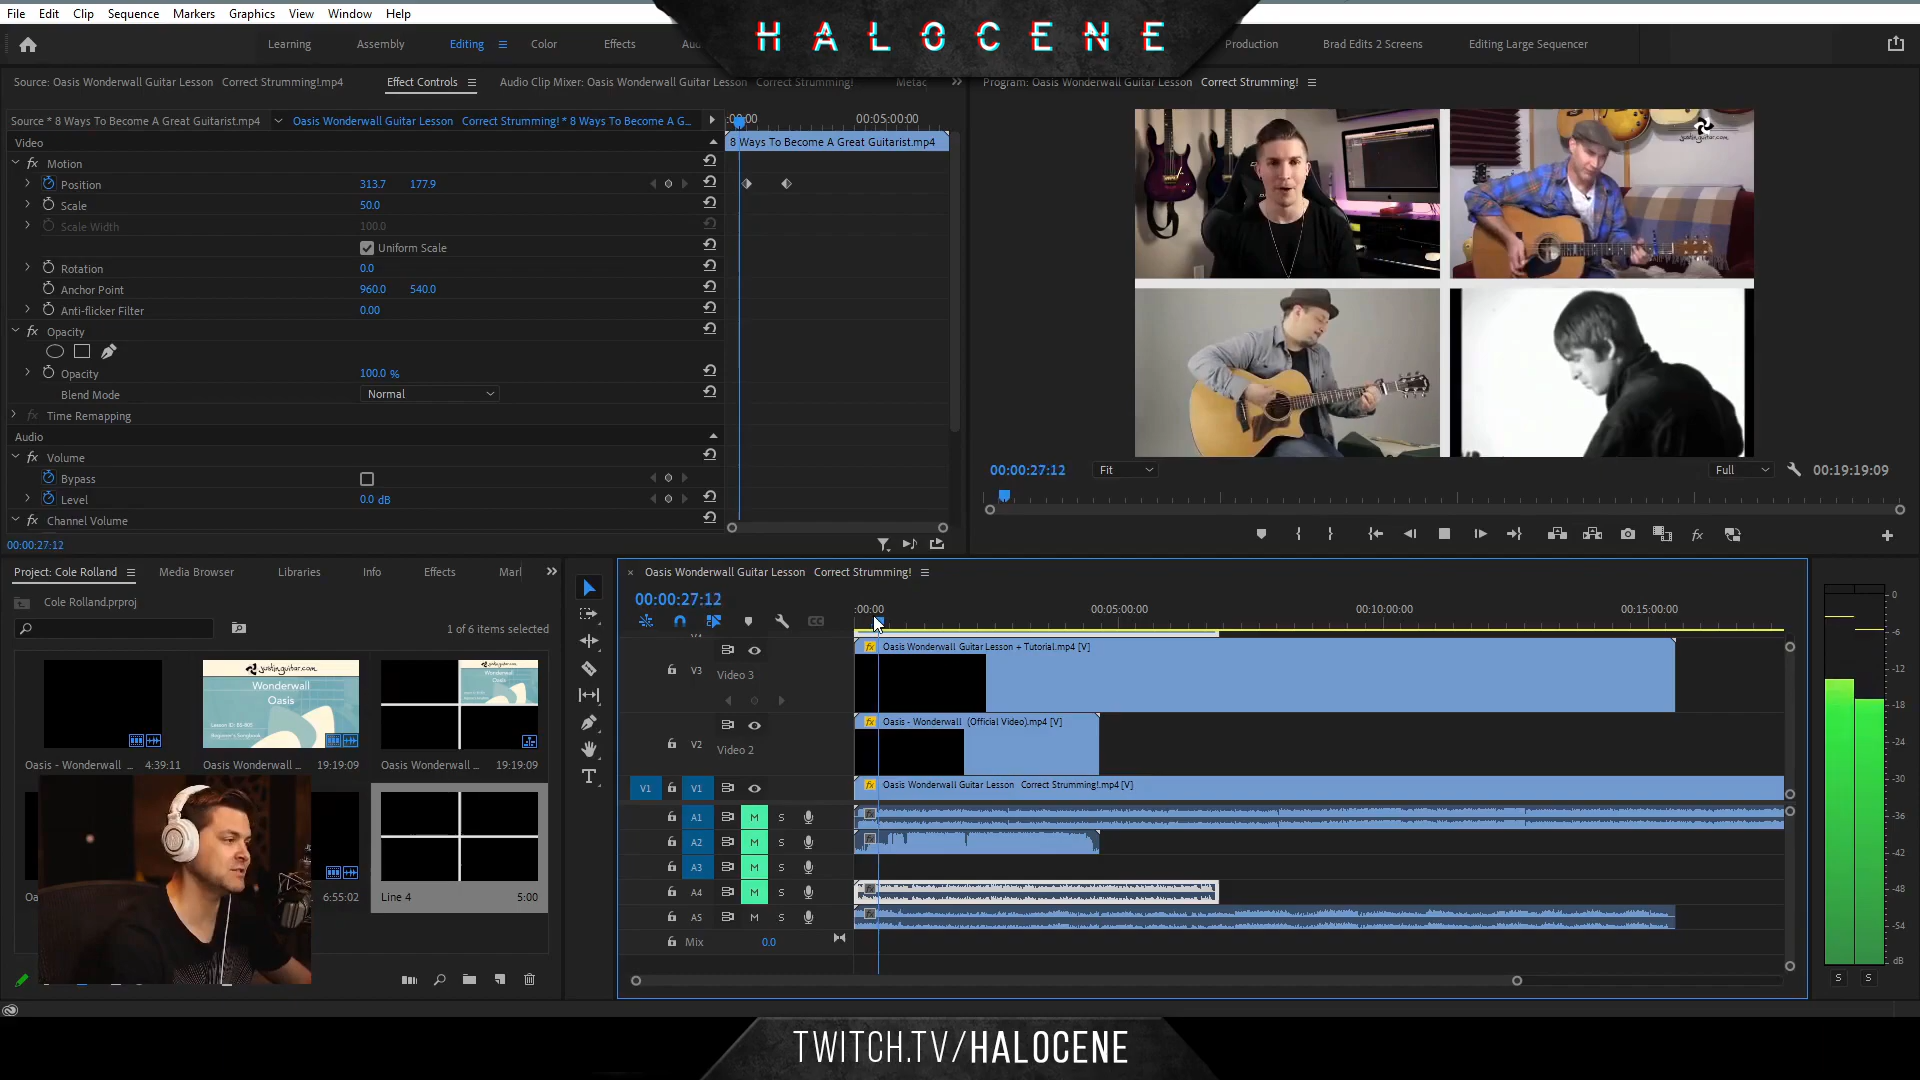 File Edit Clip Sequence Markers Graphics View Window Help
HALOCENE
Learning Assembly Editing Color Effects Production Brad Edits 2 Screens Editing Large Sequencer
Source: Oasis Wonderwall Guitar Lesson Correct Strumming!.mp4 Effect Controls Audio Clip Mixer: Oasis Wonderwall Guitar Lesson Correct Strumming! Program: Oasis Wonderwall Guitar Lesson Correct Strumming!
Source * 8 Ways To Become A Great Guitarist.mp4 Oasis Wonderwall Guitar Lesson Correct Strumming! * 8 Ways To Become A G... :00:00 00:05:00:00
Video 8 Ways To Become A Great Guitarist.mp4
fx Motion
Position 313.7 177.9
Scale 50.0
Scale Width 100.0
Uniform Scale
Rotation 0.0
Anchor Point 960.0 540.0
Anti-flicker Filter 0.00
fx Opacity
Opacity 100.0 %
Blend Mode Normal
fx Time Remapping
Audio
fx Volume
Bypass
Level 0.0 dB
fx Channel Volume
00:00:27:12
justinguitar.com
00:00:27:12 Fit Full 00:19:19:09
Project: Cole Rolland Media Browser Libraries Info Effects
Cole Rolland.prproj
1 of 6 items selected
justinguitar.com
Wonderwall
Oasis
Oasis - Wonderwall ... 4:39:11 Oasis Wonderwall ... 19:19:09 Oasis Wonderwall ... 19:19:09
6:55:02 Line 4 5:00
Oasis Wonderwall Guitar Lesson Correct Strumming!
00:00:27:12 :00:00 00:05:00:00 00:10:00:00 00:15:00:00
V3 Video 3 fx Oasis Wonderwall Guitar Lesson + Tutorial.mp4 [V]
V2 Video 2 fx Oasis - Wonderwall (Official Video).mp4 [V]
V1 V1 fx Oasis Wonderwall Guitar Lesson Correct Strumming!.mp4 [V]
A1 M S
A2 M S
A3 M S
A4 M S
A5 M S
Mix 0.0
0
-6
-12
-18
-24
-30
-36
-42
-48
-54
dB
S S
TWITCH.TV/HALOCENE